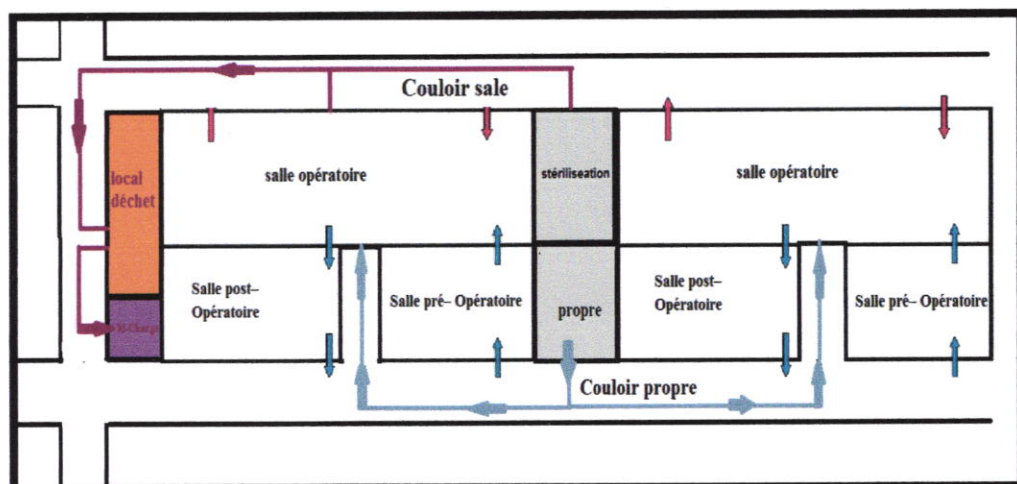 Couloir sale
local
déchet
salle opératoire
stériliseation
salle opératoire
Salle post–
Opératoire
Salle pré– Opératoire
propre
Salle post–
Opératoire
Salle pré– Opératoire
Couloir propre